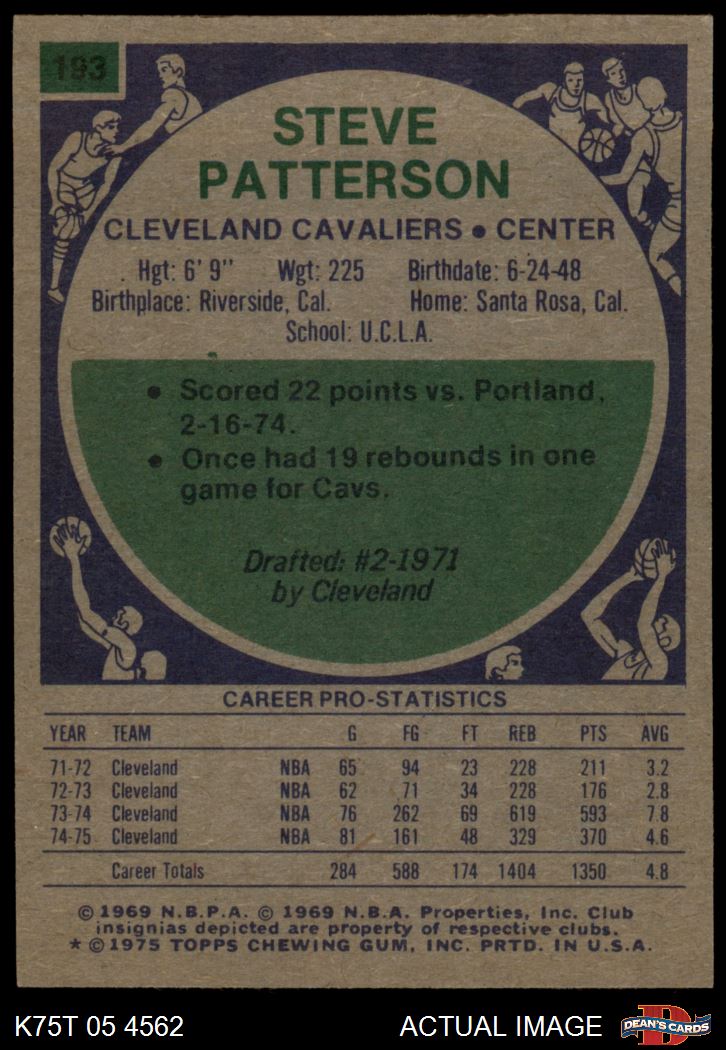 193
STEVE
PATTERSON
CLEVELAND CAVALIERS • CENTER
Hgt: 6' 9" Wgt: 225 Birthdate: 6-24-48
Birthplace: Riverside, Cal. Home: Santa Rosa, Cal.
School: U.C.L.A.
• Scored 22 points vs. Portland,
2-16-74.
• Once had 19 rebounds in one
game for Cavs.
Drafted: #2-1971
by Cleveland
CAREER PRO-STATISTICS
YEAR TEAM G FG FT REB PTS AVG
71-72 Cleveland NBA 65 94 23 228 211 3.2
72-73 Cleveland NBA 62 71 34 228 176 2.8
73-74 Cleveland NBA 76 262 69 619 593 7.8
74-75 Cleveland NBA 81 161 48 329 370 4.6
Career Totals 284 588 174 1404 1350 4.8
© 1969 N.B.P.A. © 1969 N.B.A. Properties, Inc. Club
insignias depicted are property of respective clubs.
* © 1975 TOPPS CHEWING GUM, INC. PRTD. IN U.S.A.
K75T 05 4562 ACTUAL IMAGE
D
DEAN'S CARDS